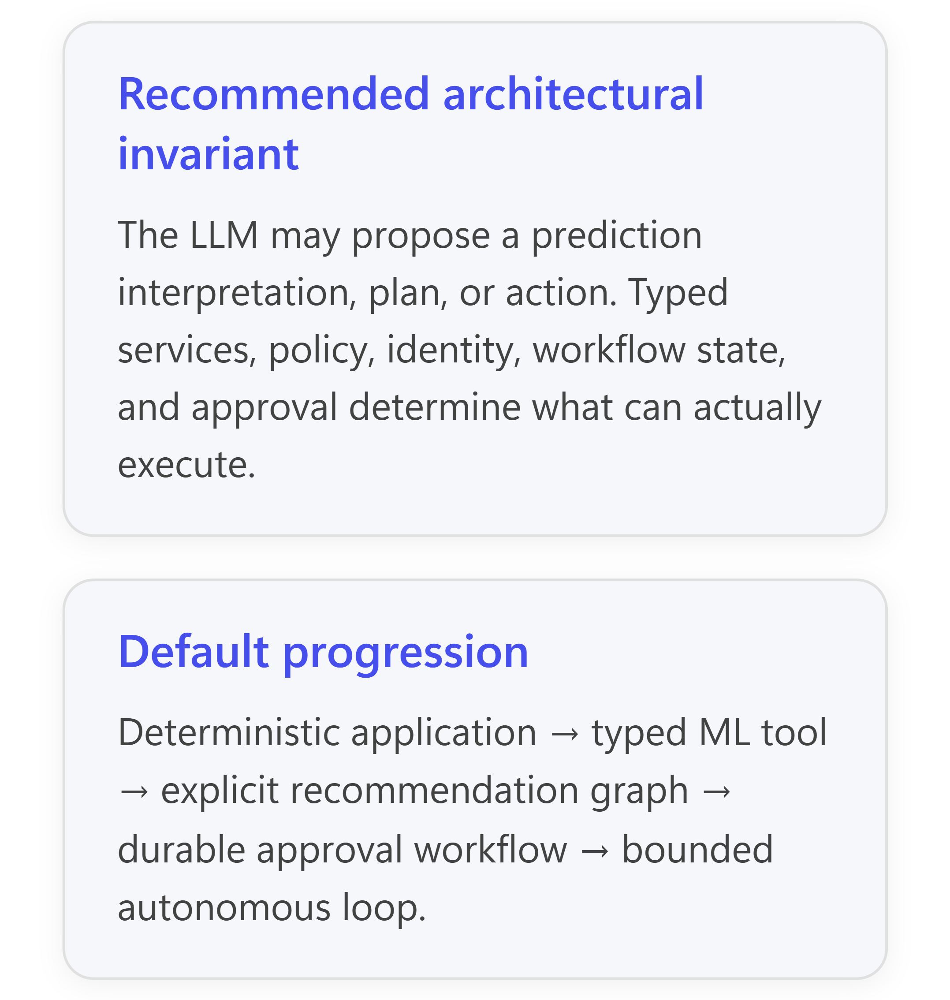 Recommended architectural
invariant
The LLM may propose a prediction
interpretation, plan, or action. Typed
services, policy, identity, workflow state,
and approval determine what can actually
execute.
Default progression
Deterministic application → typed ML tool
→ explicit recommendation graph →
durable approval workflow → bounded
autonomous loop.